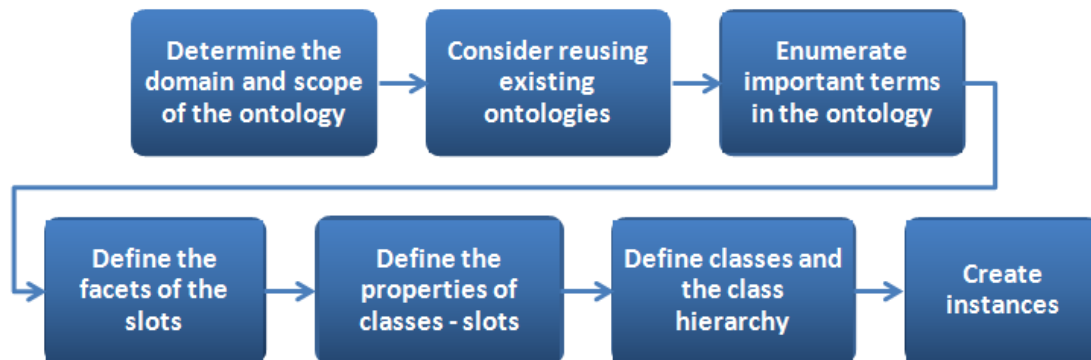 Determine the
domain and scope
of the ontology
Consider reusing
existing
ontologies
Enumerate
important terms
in the ontology
Define the
facets of the
slots
Define the
properties of
classes - slots
Define classes and
the class
hierarchy
Create
instances